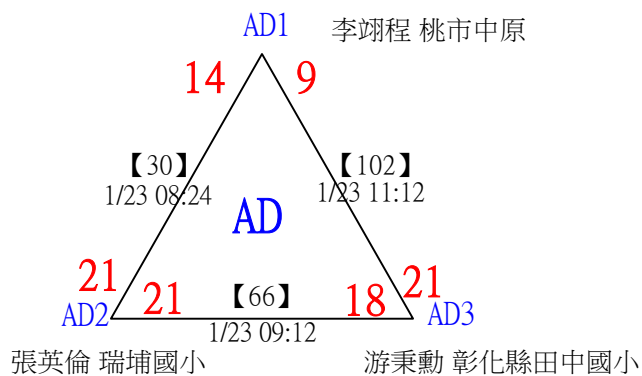 AD1
李翊程 桃市中原
14
9
【30】
1/23 08:24
【102】
1/23 11:12
AD
21
21
【66】
18
21
AD2
AD3
1/23 09:12
張英倫 瑞埔國小
游秉勳 彰化縣田中國小